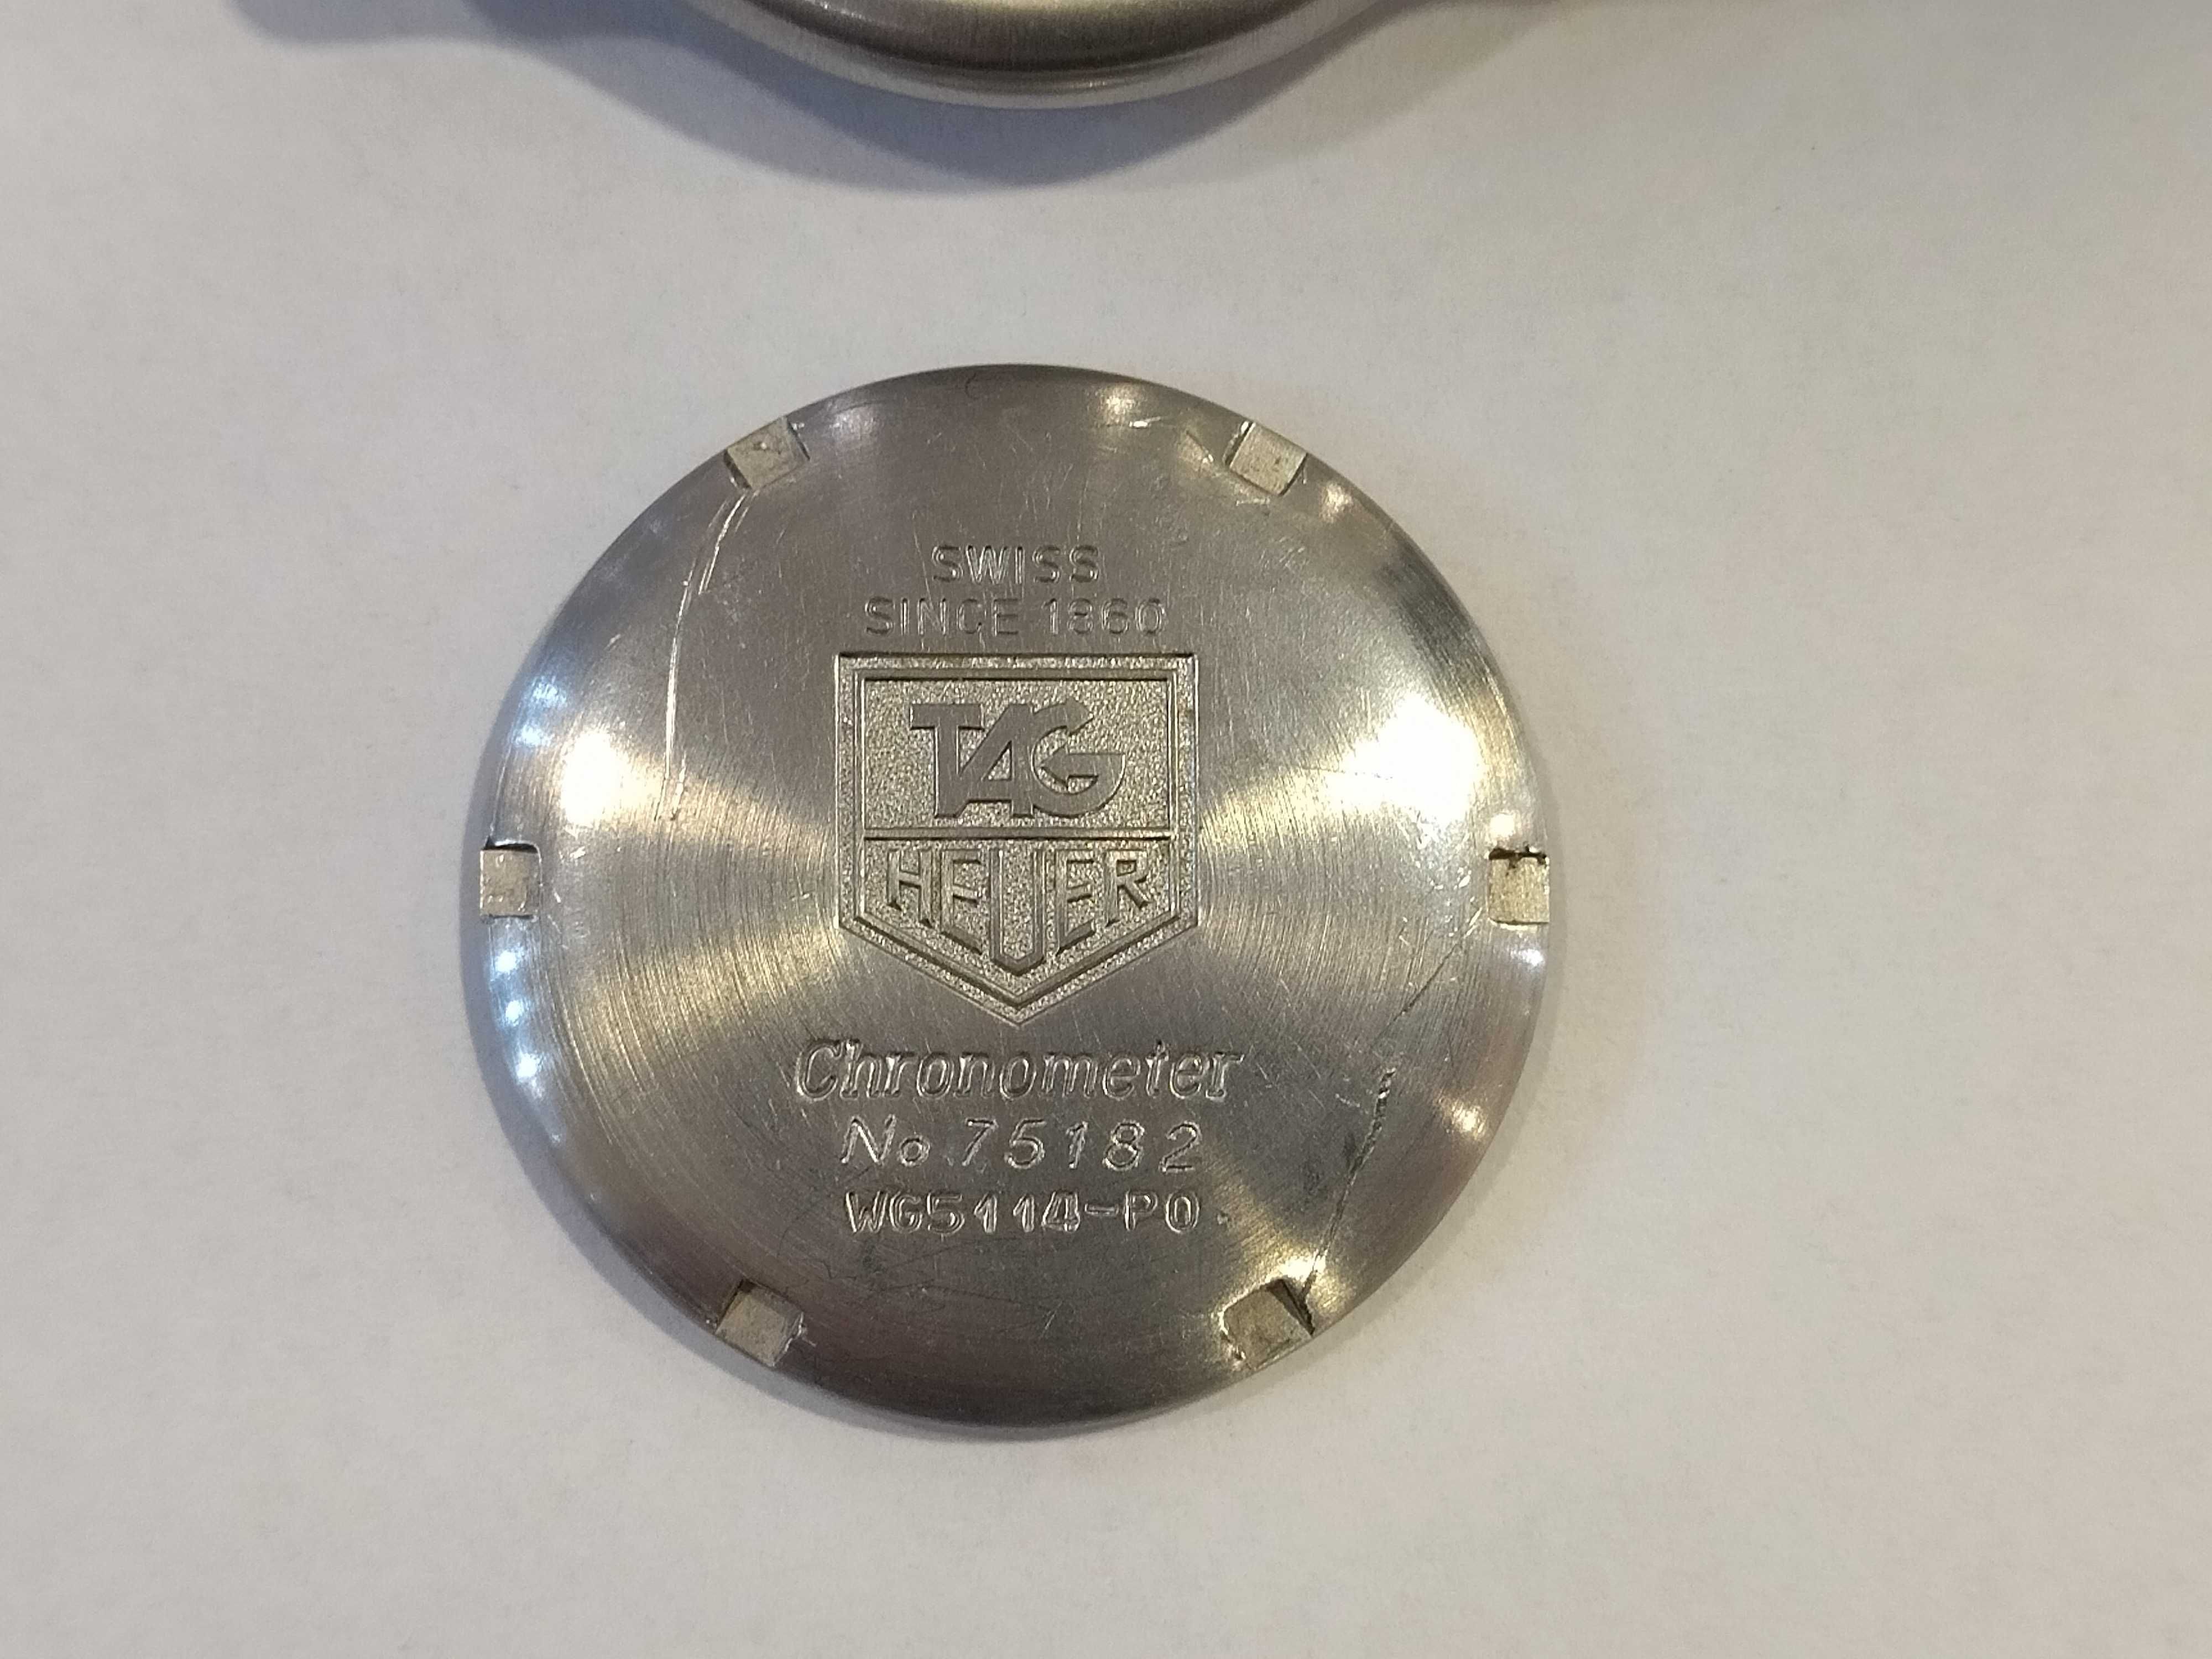 SWISS
SINCE 1860
TAG
HEUER
Chronometer
No 75182
WG5114-P0